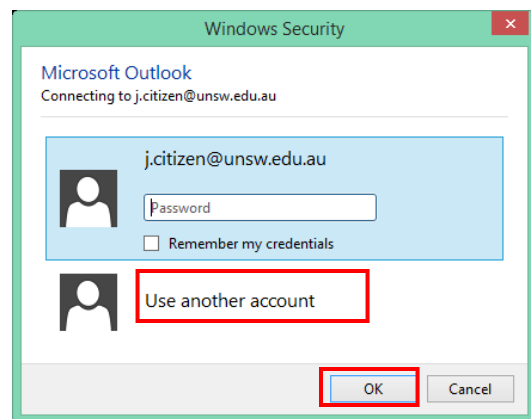 Windows Security
Microsoft Outlook
Connecting to j.citizen@unsw.edu.au
j.citizen@unsw.edu.au
Password
Remember my credentials
Use another account
OK Cancel